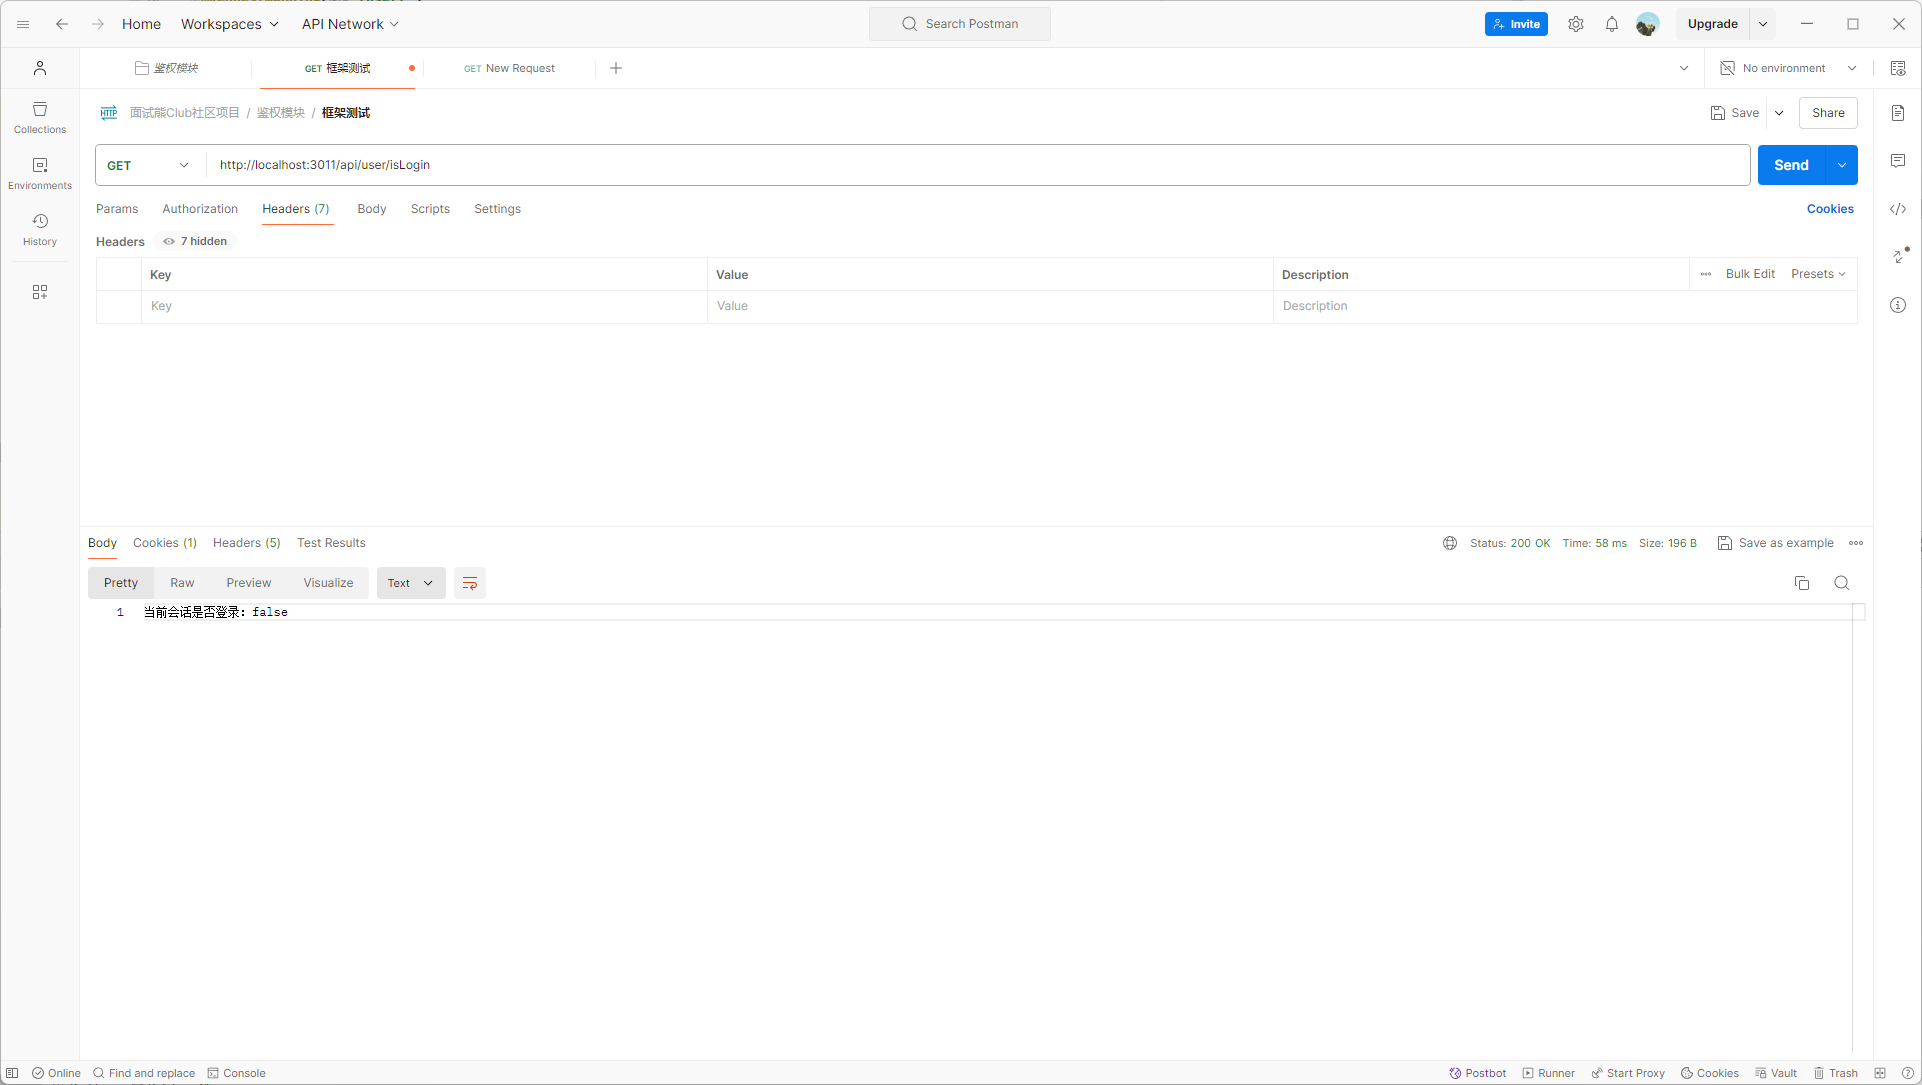 Home Workspaces API Network Search Postman Invite Upgrade
鉴权模块 GET 框架测试 GET New Request No environment
HTTP 面试熊Club社区项目 / 鉴权模块 / 框架测试 Save Share
Collections
GET http://localhost:3011/api/user/isLogin Send
Environments
Params Authorization Headers (7) Body Scripts Settings Cookies
History
Headers 7 hidden
Key Value Description Bulk Edit Presets
Key Value Description
Body Cookies (1) Headers (5) Test Results Status: 200 OK Time: 58 ms Size: 196 B Save as example
Pretty Raw Preview Visualize Text
1 当前会话是否登录：false
Online Find and replace Console Postbot Runner Start Proxy Cookies Vault Trash